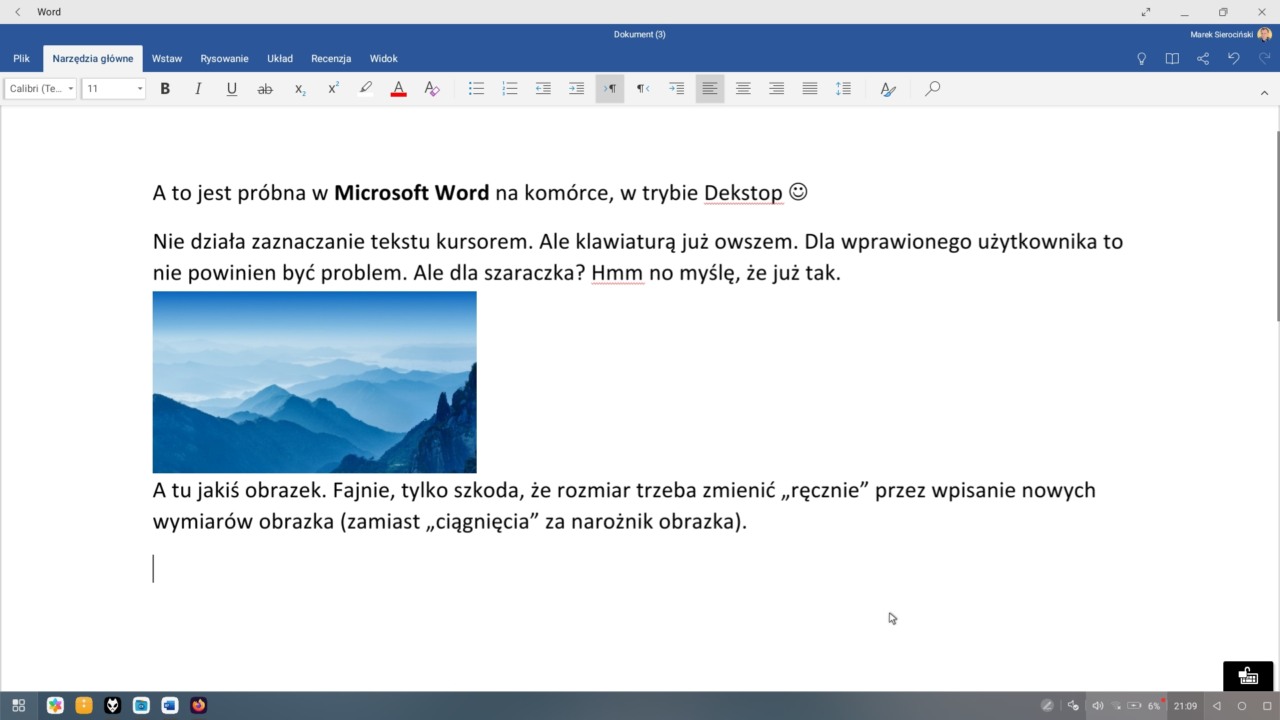 Word
Dokument (3)
Marek Sierociński
Plik
Narzędzia główne
Wstaw
Rysowanie
Układ
Recenzja
Widok
Calibri (Te...
11
A to jest próbna w Microsoft Word na komórce, w trybie Dekstop ☺
Nie działa zaznaczanie tekstu kursorem. Ale klawiaturą już owszem. Dla wprawionego użytkownika to
nie powinien być problem. Ale dla szaraczka? Hmm no myślę, że już tak.
A tu jakiś obrazek. Fajnie, tylko szkoda, że rozmiar trzeba zmienić „ręcznie” przez wpisanie nowych
wymiarów obrazka (zamiast „ciągnięcia” za narożnik obrazka).
6%
21:09